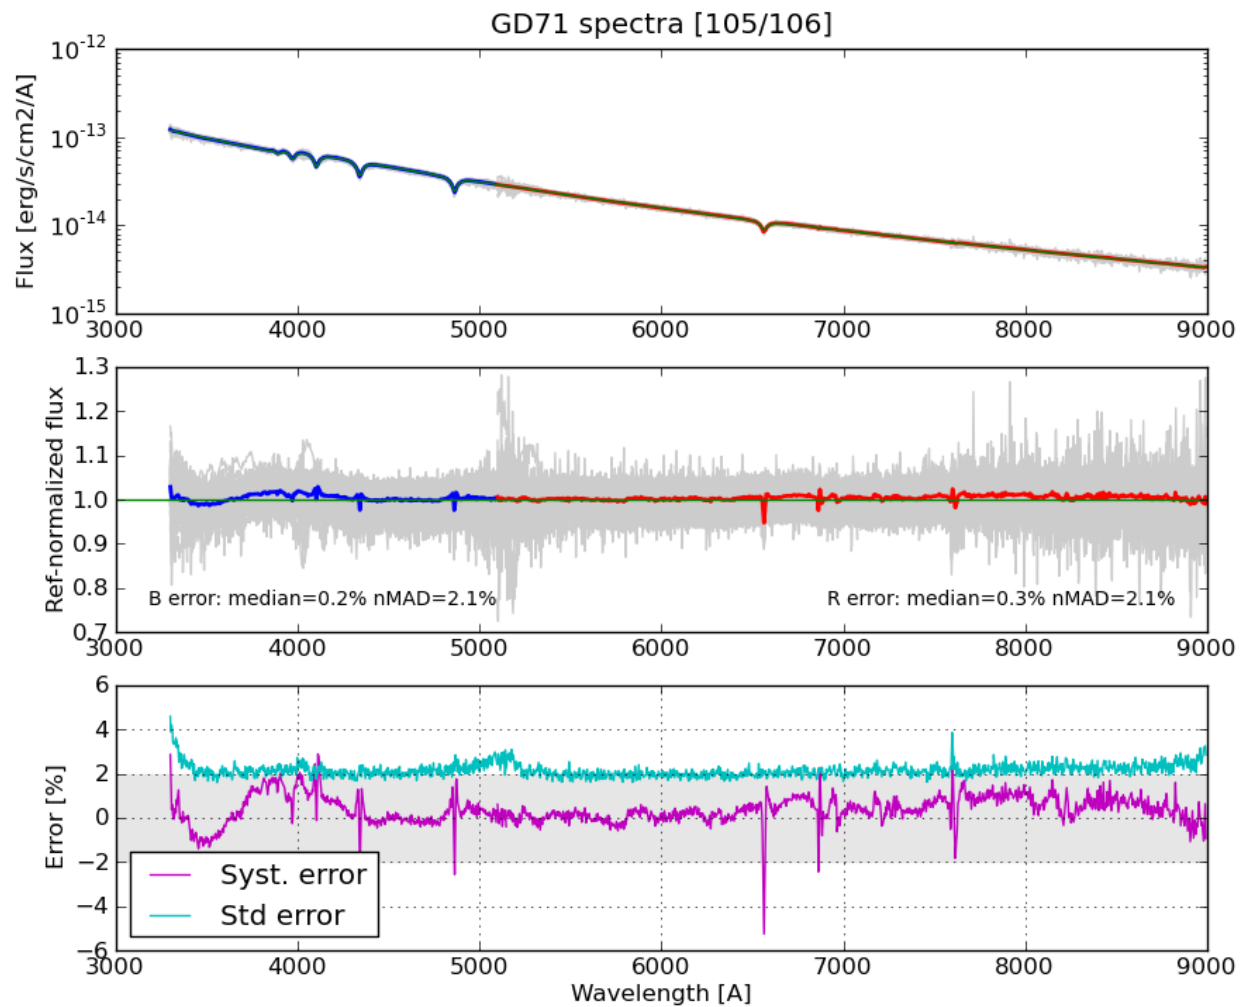 GD71 spectra [105/106]
Flux [erg/s/cm2/A]
10^-12
10^-13
10^-14
10^-15
3000 4000 5000 6000 7000 8000 9000
Ref-normalized flux
1.3
1.2
1.1
1.0
0.9
0.8
0.7
B error: median=0.2% nMAD=2.1%
R error: median=0.3% nMAD=2.1%
3000 4000 5000 6000 7000 8000 9000
Error [%]
6
4
2
0
−2
−4
−6
Syst. error
Std error
3000 4000 5000 6000 7000 8000 9000
Wavelength [A]